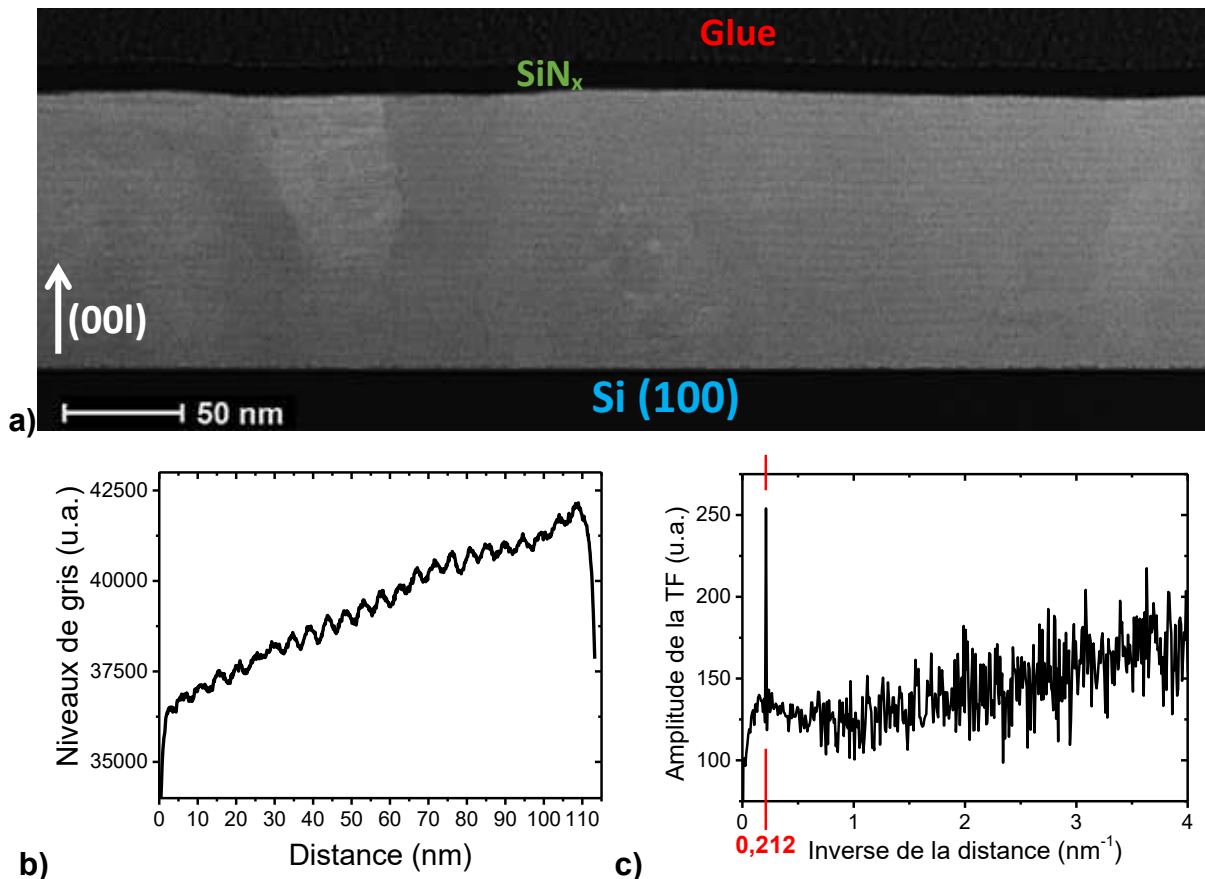 Glue
SiNx
(00l)
Si (100)
50 nm
a)
42500
40000
37500
35000
Niveaux de gris (u.a.)
0 10 20 30 40 50 60 70 80 90 100 110
Distance (nm)
b)
250
200
150
100
Amplitude de la TF (u.a.)
0 1 2 3 4
0,212
Inverse de la distance (nm-1)
c)